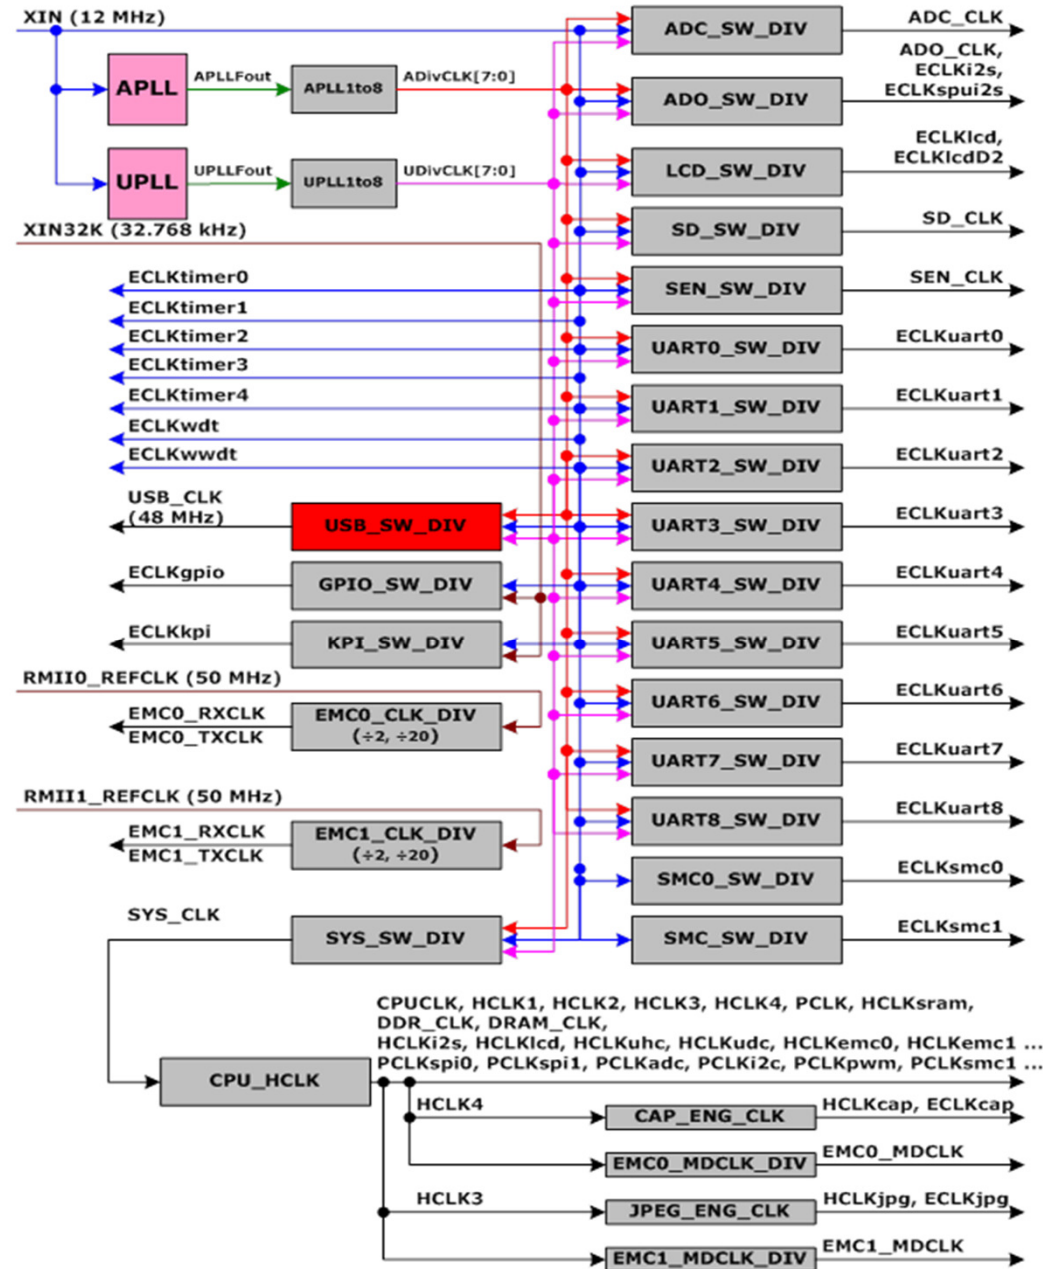 XIN (12 MHz)
ADC_SW_DIV
ADC_CLK
APLL
APLLFout
APLL1to8
ADivCLK[7:0]
ADO_SW_DIV
ADO_CLK,
ECLKi2s,
ECLKspui2s
UPLL
UPLLFout
UPLL1to8
UDivCLK[7:0]
LCD_SW_DIV
ECLKlcd,
ECLKlcdD2
XIN32K (32.768 kHz)
SD_SW_DIV
SD_CLK
ECLKtimer0
SEN_SW_DIV
SEN_CLK
ECLKtimer1
ECLKtimer2
UART0_SW_DIV
ECLKuart0
ECLKtimer3
ECLKtimer4
UART1_SW_DIV
ECLKuart1
ECLKwdt
ECLKwwdt
UART2_SW_DIV
ECLKuart2
USB_CLK
(48 MHz)
USB_SW_DIV
UART3_SW_DIV
ECLKuart3
ECLKgpio
GPIO_SW_DIV
UART4_SW_DIV
ECLKuart4
ECLKkpi
KPI_SW_DIV
UART5_SW_DIV
ECLKuart5
RMII0_REFCLK (50 MHz)
UART6_SW_DIV
ECLKuart6
EMC0_RXCLK
EMC0_TXCLK
EMC0_CLK_DIV
(÷2, ÷20)
UART7_SW_DIV
ECLKuart7
RMII1_REFCLK (50 MHz)
UART8_SW_DIV
ECLKuart8
EMC1_RXCLK
EMC1_TXCLK
EMC1_CLK_DIV
(÷2, ÷20)
SMC0_SW_DIV
ECLKsmc0
SYS_CLK
SYS_SW_DIV
SMC_SW_DIV
ECLKsmc1
CPUCLK, HCLK1, HCLK2, HCLK3, HCLK4, PCLK, HCLKsram,
DDR_CLK, DRAM_CLK,
HCLKi2s, HCLKlcd, HCLKuhc, HCLKudc, HCLKemc0, HCLKemc1 ...
PCLKspi0, PCLKspi1, PCLKadc, PCLKi2c, PCLKpwm, PCLKsmc1 ...
CPU_HCLK
HCLK4
CAP_ENG_CLK
HCLKcap, ECLKcap
EMC0_MDCLK_DIV
EMC0_MDCLK
HCLK3
JPEG_ENG_CLK
HCLKjpg, ECLKjpg
EMC1_MDCLK_DIV
EMC1_MDCLK